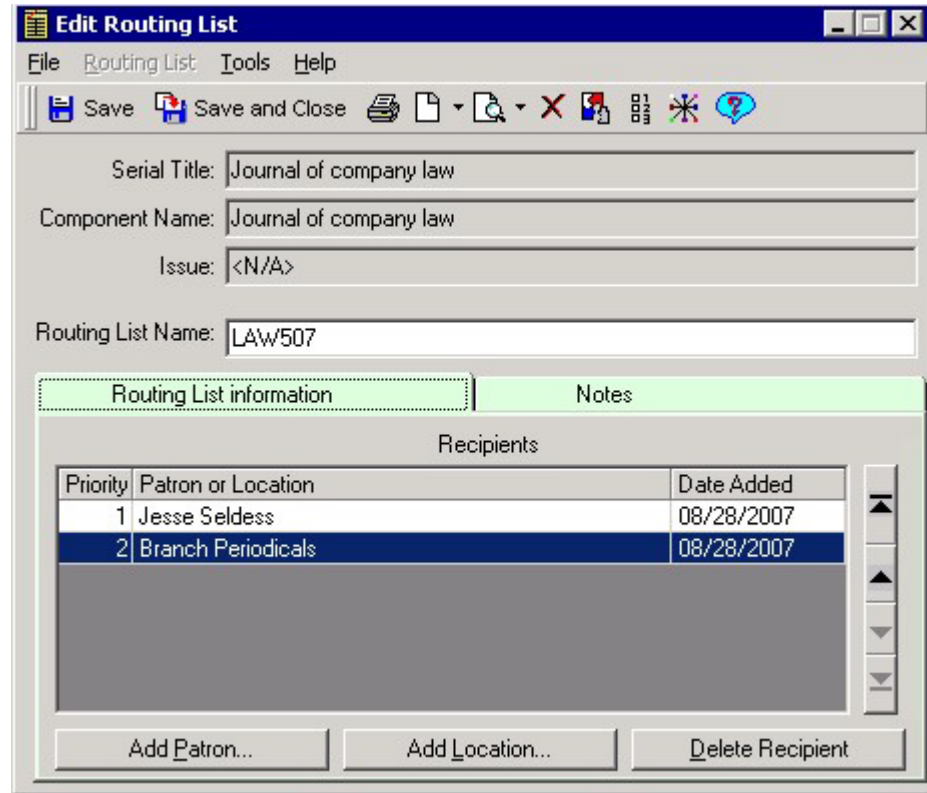 Edit Routing List
File Routing List Tools Help
Save Save and Close
Serial Title: Journal of company law
Component Name: Journal of company law
Issue: <N/A>
Routing List Name: LAW507
Routing List information Notes
Recipients
Priority Patron or Location Date Added
1 Jesse Seldess 08/28/2007
2 Branch Periodicals 08/28/2007
Add Patron... Add Location... Delete Recipient